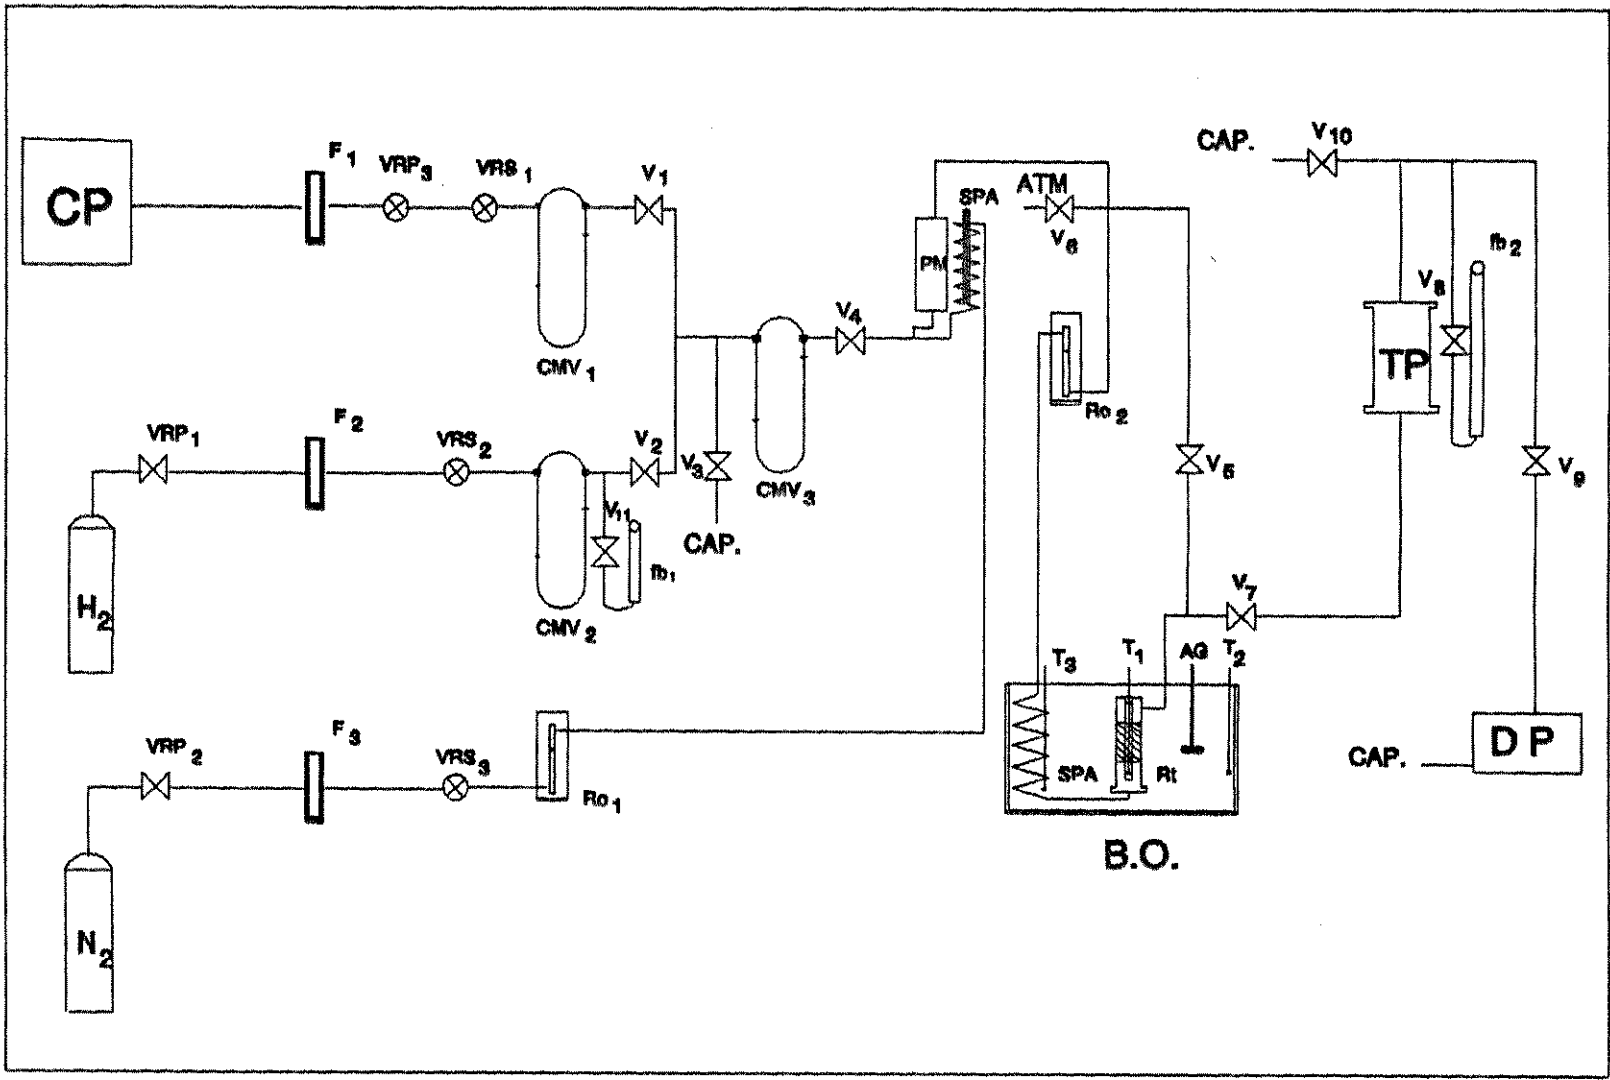 CP
F1
VRP3
VRS1
CMV1
V1
VRP1
H2
F2
VRS2
CMV2
V2
V11
fb1
V3
CAP.
CMV3
V4
PM
SPA
ATM
V6
Ro2
V5
CAP.
V10
TP
V8
fb2
V9
V7
VRP2
N2
F3
VRS3
Ro1
T3
T1
AG
T2
SPA
Rt
B.O.
CAP.
DP